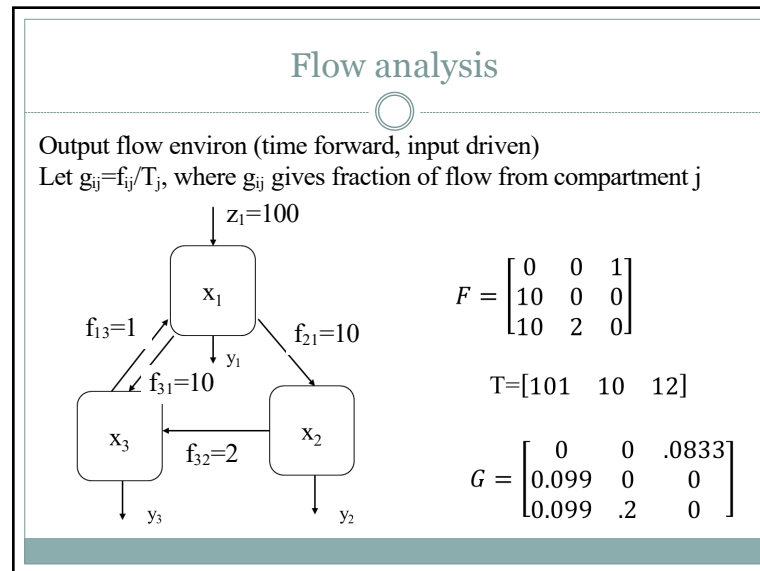 Flow analysis
Output flow environ (time forward, input driven)
Let gᵢⱼ=fᵢⱼ/Tⱼ, where gᵢⱼ gives fraction of flow from compartment j
z₁=100
x₁
f₁₃=1
f₂₁=10
y₁
f₃₁=10
x₃
x₂
f₃₂=2
y₃
y₂
F = [0 0 1
10 0 0
10 2 0]
T=[101 10 12]
G = [0 0 .0833
0.099 0 0
0.099 .2 0]